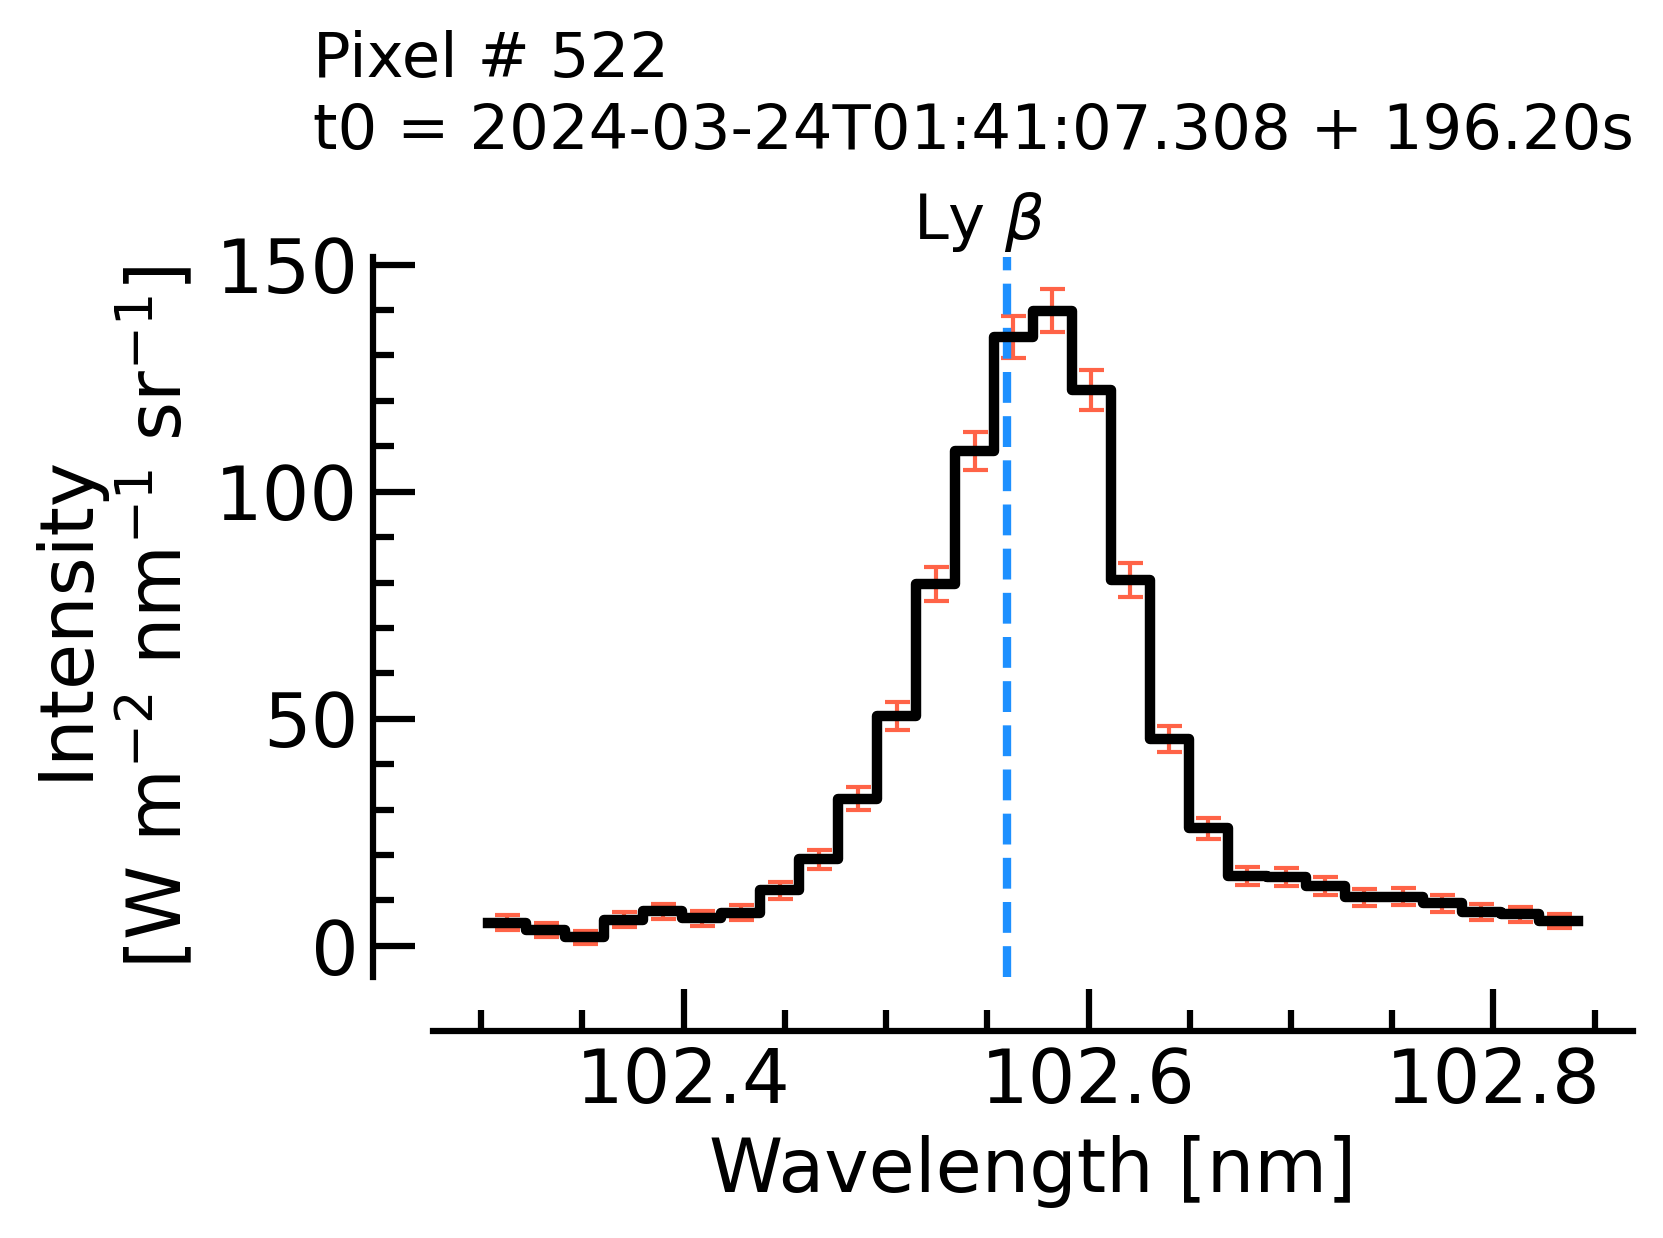 Pixel # 522
t0 = 2024-03-24T01:41:07.308 + 196.20s
Ly β
Intensity
[W m⁻² nm⁻¹ sr⁻¹]
150
100
50
0
102.4 102.6 102.8
Wavelength [nm]